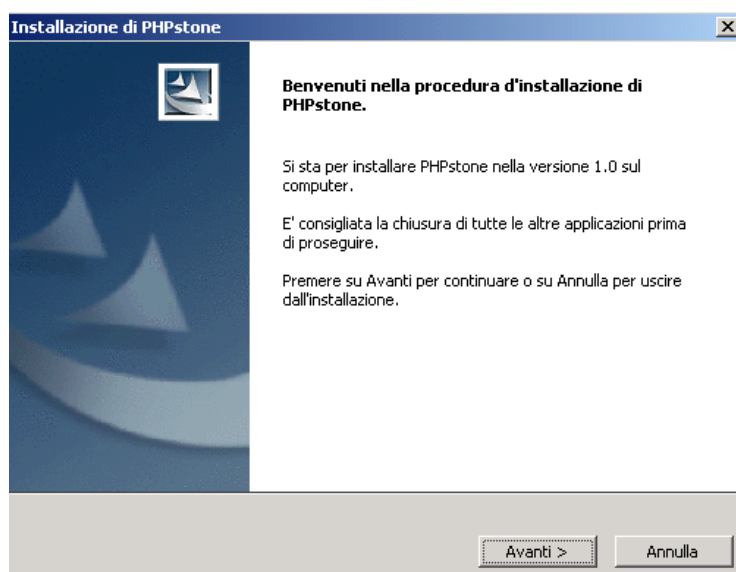 Installazione di PHPstone
Benvenuti nella procedura d'installazione di
PHPstone.
Si sta per installare PHPstone nella versione 1.0 sul
computer.
E' consigliata la chiusura di tutte le altre applicazioni prima
di proseguire.
Premere su Avanti per continuare o su Annulla per uscire
dall'installazione.
Avanti >
Annulla